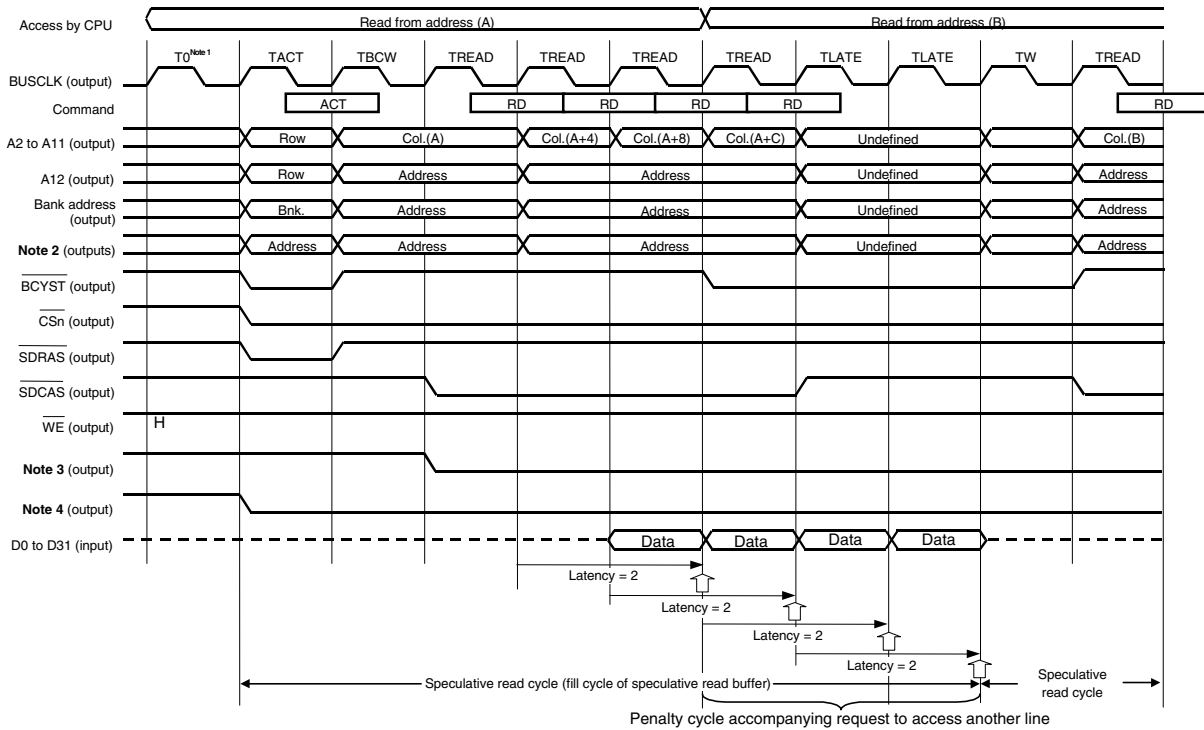 Access by CPU Read from address (A) Read from address (B)
T0Note 1 TACT TBCW TREAD TREAD TREAD TREAD TLATE TLATE TW TREAD
BUSCLK (output)
Command ACT RD RD RD RD RD
A2 to A11 (output) Row Col.(A) Col.(A+4) Col.(A+8) Col.(A+C) Undefined Col.(B)
A12 (output) Row Address Address Undefined Address
Bank address
(output) Bnk. Address Address Undefined Address
Note 2 (outputs) Address Address Address Undefined Address
BCYST (output)
CSn (output)
SDRAS (output)
SDCAS (output)
WE (output) H
Note 3 (output)
Note 4 (output)
D0 to D31 (input) Data Data Data Data
Latency = 2
Latency = 2
Latency = 2
Latency = 2
Speculative read cycle (fill cycle of speculative read buffer) Speculative
read cycle
Penalty cycle accompanying request to access another line